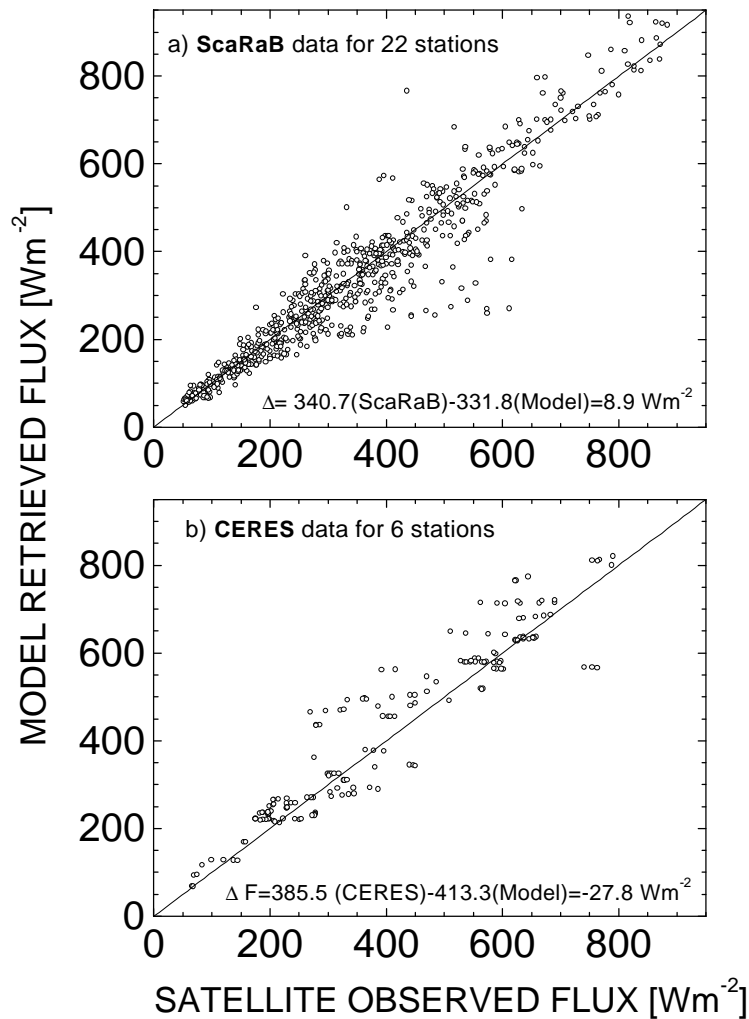 MODEL RETRIEVED FLUX [Wm-2]
a) ScaRaB data for 22 stations
800
600
400
200
0
Δ= 340.7(ScaRaB)-331.8(Model)=8.9 Wm-2
0 200 400 600 800
b) CERES data for 6 stations
800
600
400
200
0
Δ F=385.5 (CERES)-413.3(Model)=-27.8 Wm-2
0 200 400 600 800
SATELLITE OBSERVED FLUX [Wm-2]